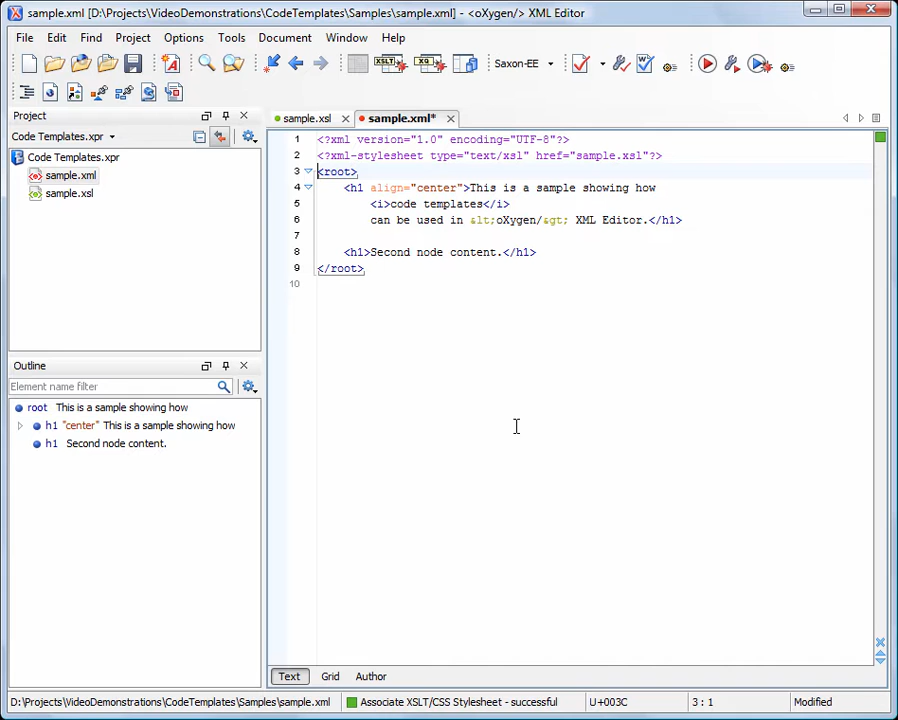 sample.xml [D:\Projects\VideoDemonstrations\CodeTemplates\Samples\sample.xml] - <oXygen/> XML Editor
File Edit Find Project Options Tools Document Window Help
XSLT XQ Saxon-EE
Project
sample.xsl sample.xml*
Code Templates.xpr
Code Templates.xpr
sample.xml
sample.xsl
1 <?xml version="1.0" encoding="UTF-8"?>
2 <?xml-stylesheet type="text/xsl" href="sample.xsl"?>
3 <root>
4 <h1 align="center">This is a sample showing how
5 <i>code templates</i>
6 can be used in &lt;oXygen/&gt; XML Editor.</h1>
7
8 <h1>Second node content.</h1>
9 </root>
10
Outline
Element name filter
root This is a sample showing how
h1 "center" This is a sample showing how
h1 Second node content.
Text Grid Author
D:\Projects\VideoDemonstrations\CodeTemplates\Samples\sample.xml Associate XSLT/CSS Stylesheet - successful U+003C 3 : 1 Modified